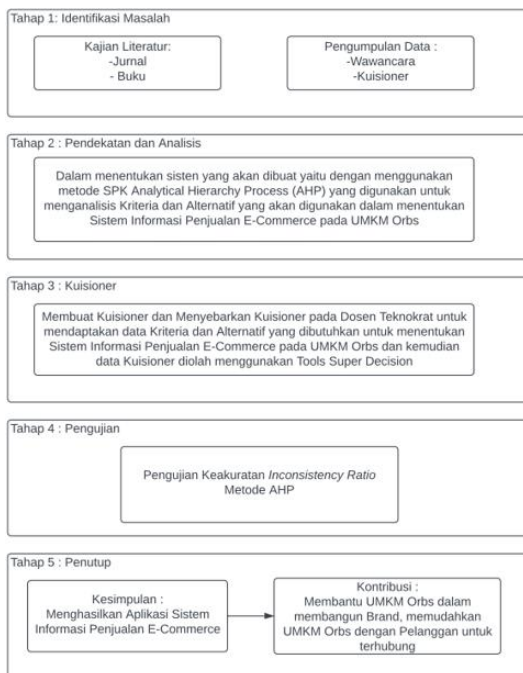 Tahap 1: Identifikasi Masalah
Kajian Literatur:
-Jurnal
- Buku
Pengumpulan Data :
-Wawancara
-Kuisioner
Tahap 2 : Pendekatan dan Analisis
Dalam menentukan sisten yang akan dibuat yaitu dengan menggunakan
metode SPK Analytical Hierarchy Process (AHP) yang digunakan untuk
menganalisis Kriteria dan Alternatif yang akan digunakan dalam menentukan
Sistem Informasi Penjualan E-Commerce pada UMKM Orbs
Tahap 3 : Kuisioner
Membuat Kuisioner dan Menyebarkan Kuisioner pada Dosen Teknokrat untuk
mendaptakan data Kriteria dan Alternatif yang dibutuhkan untuk menentukan
Sistem Informasi Penjualan E-Commerce pada UMKM Orbs dan kemudian
data Kuisioner diolah menggunakan Tools Super Decision
Tahap 4 : Pengujian
Pengujian Keakuratan Inconsistency Ratio
Metode AHP
Tahap 5 : Penutup
Kesimpulan :
Menghasilkan Aplikasi Sistem
Informasi Penjualan E-Commerce
Kontribusi :
Membantu UMKM Orbs dalam
membangun Brand, memudahkan
UMKM Orbs dengan Pelanggan untuk
terhubung